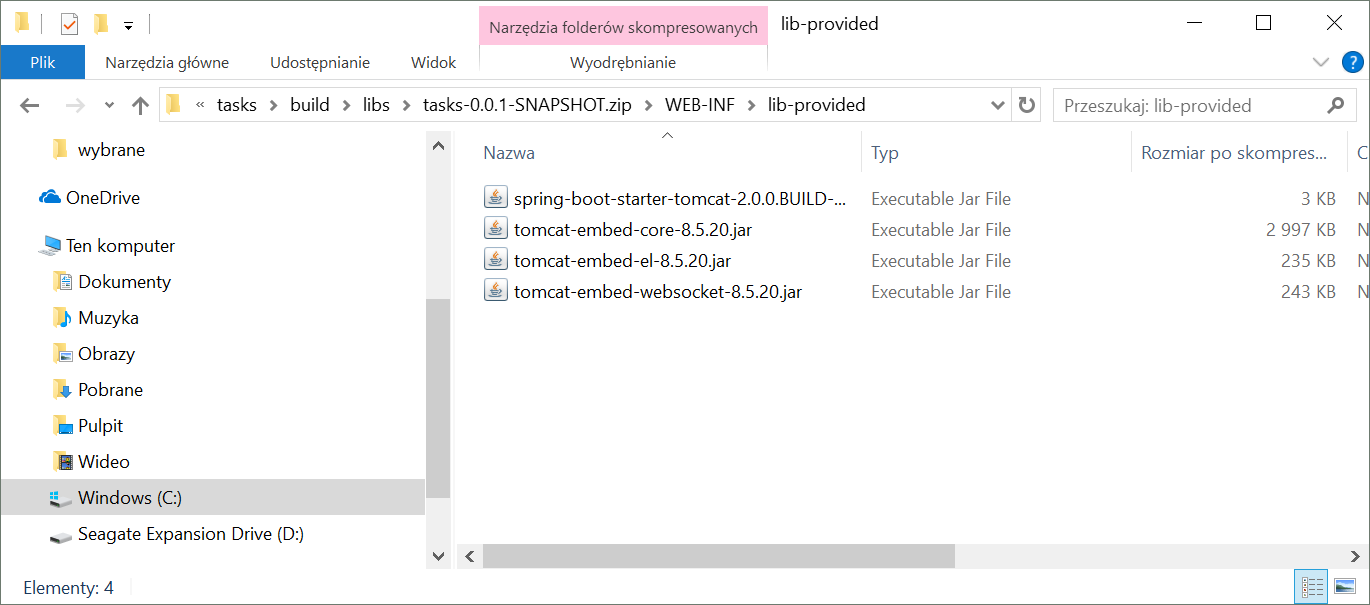 Narzędzia folderów skompresowanych
lib-provided
Plik
Narzędzia główne
Udostępnianie
Widok
Wyodrębnianie
?
« tasks > build > libs > tasks-0.0.1-SNAPSHOT.zip > WEB-INF > lib-provided
Przeszukaj: lib-provided
wybrane
OneDrive
Ten komputer
Dokumenty
Muzyka
Obrazy
Pobrane
Pulpit
Wideo
Windows (C:)
Seagate Expansion Drive (D:)
Nazwa Typ Rozmiar po skompres... C
spring-boot-starter-tomcat-2.0.0.BUILD-... Executable Jar File 3 KB N
tomcat-embed-core-8.5.20.jar Executable Jar File 2 997 KB N
tomcat-embed-el-8.5.20.jar Executable Jar File 235 KB N
tomcat-embed-websocket-8.5.20.jar Executable Jar File 243 KB N
Elementy: 4